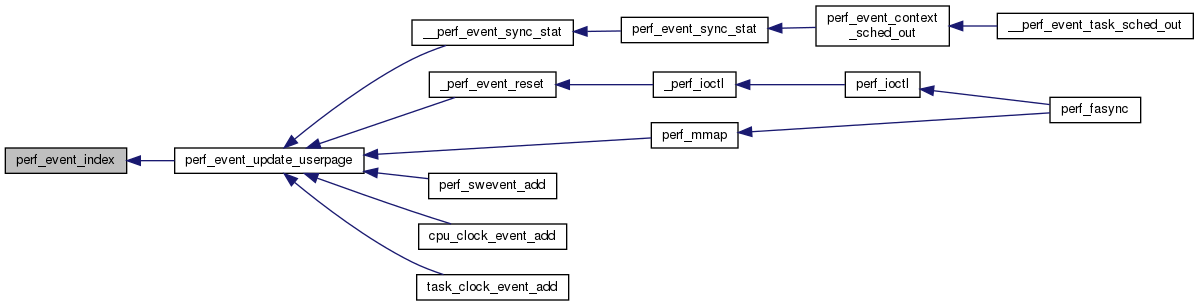 perf_event_index
perf_event_update_userpage
__perf_event_sync_stat
perf_event_sync_stat
perf_event_context
_sched_out
__perf_event_task_sched_out
_perf_event_reset
_perf_ioctl
perf_ioctl
perf_fasync
perf_mmap
perf_swevent_add
cpu_clock_event_add
task_clock_event_add